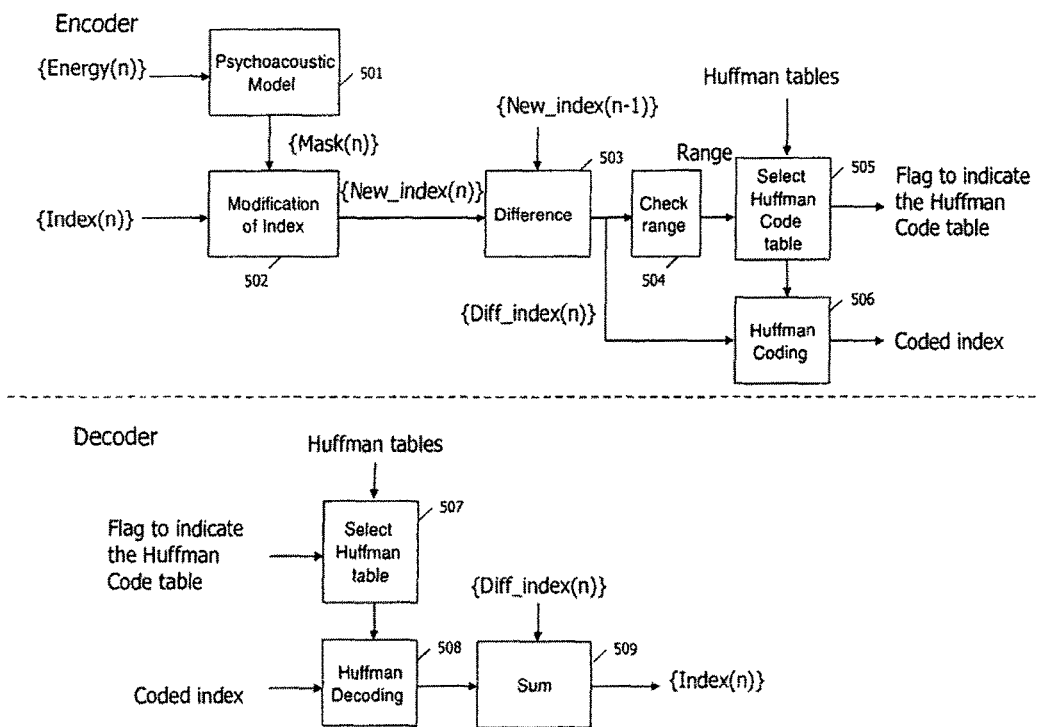 Encoder
{Energy(n)}
Psychoacoustic
Model
501
{Mask(n)}
{Index(n)}
Modification
of Index
502
{New_index(n)}
{New_index(n-1)}
503
Difference
{Diff_index(n)}
Range
Check
range
504
Huffman tables
505
Select
Huffman
Code
table
Flag to indicate
the Huffman
Code table
506
Huffman
Coding
Coded index
Decoder
Huffman tables
507
Flag to indicate
the Huffman
Code table
Select
Huffman
table
{Diff_index(n)}
Coded index
Huffman
Decoding
508
Sum
509
{Index(n)}